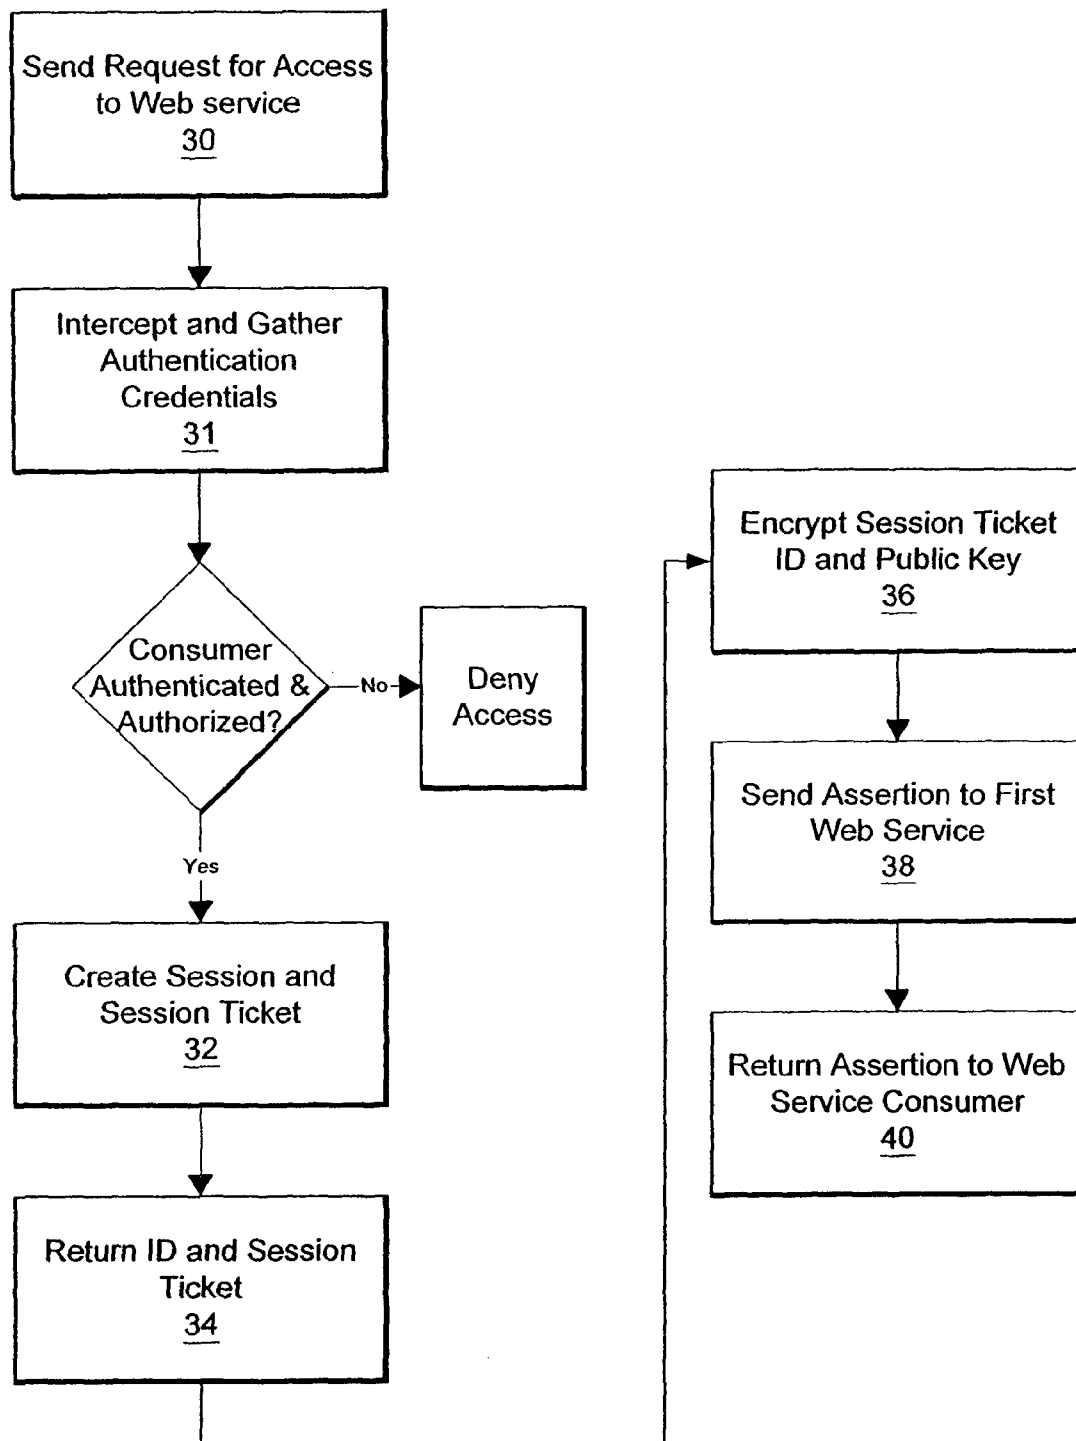 Send Request for Access
to Web service
30
Intercept and Gather
Authentication
Credentials
31
Consumer
Authenticated &
Authorized?
No
Deny
Access
Yes
Create Session and
Session Ticket
32
Return ID and Session
Ticket
34
Encrypt Session Ticket
ID and Public Key
36
Send Assertion to First
Web Service
38
Return Assertion to Web
Service Consumer
40